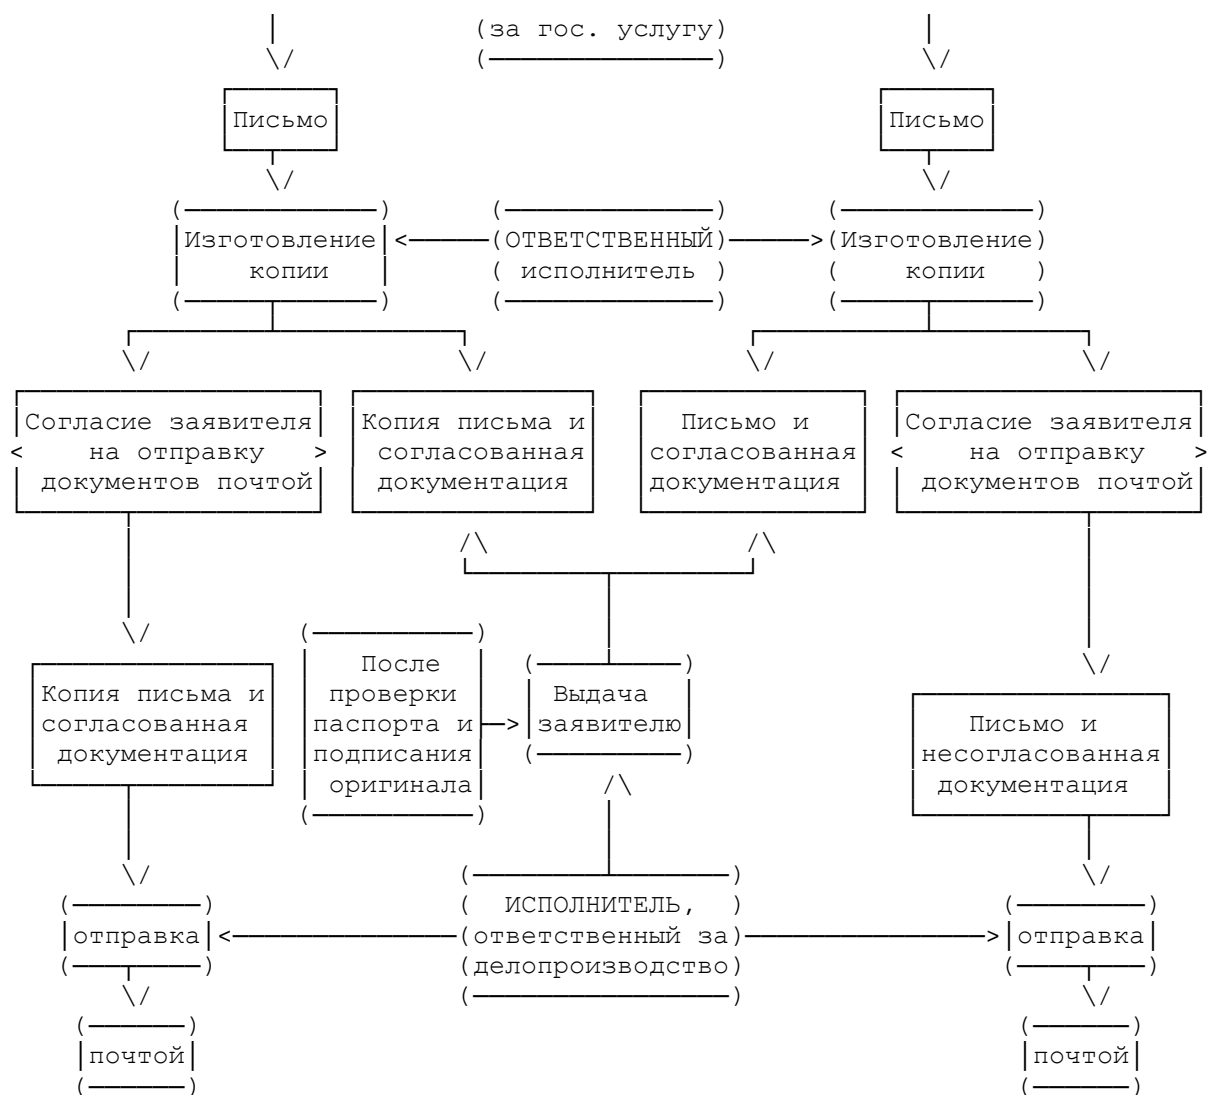 (за гос. услугу)
Письмо
Письмо
Изготовление
копии
ОТВЕТСТВЕННЫЙ
исполнитель
Изготовление
копии
Согласие заявителя
на отправку
документов почтой
Копия письма и
согласованная
документация
Письмо и
согласованная
документация
Согласие заявителя
на отправку
документов почтой
После
проверки
паспорта и
подписания
оригинала
Выдача
заявителю
Копия письма и
согласованная
документация
Письмо и
несогласованная
документация
отправка
ИСПОЛНИТЕЛЬ,
ответственный за
делопроизводство
отправка
почтой
почтой